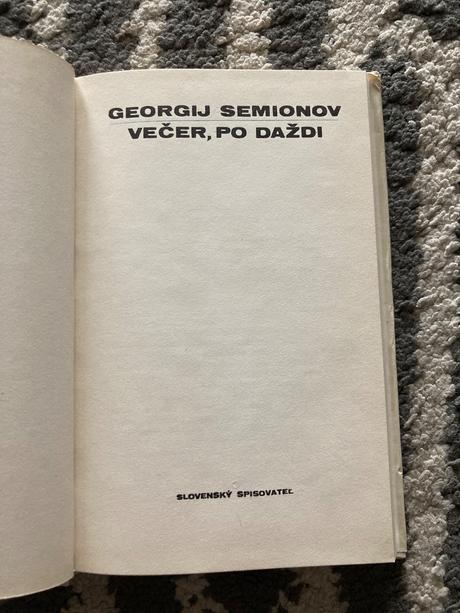 GEORGIJ SEMIONOV
VEČER, PO DAŽDI
SLOVENSKÝ SPISOVATEĽ